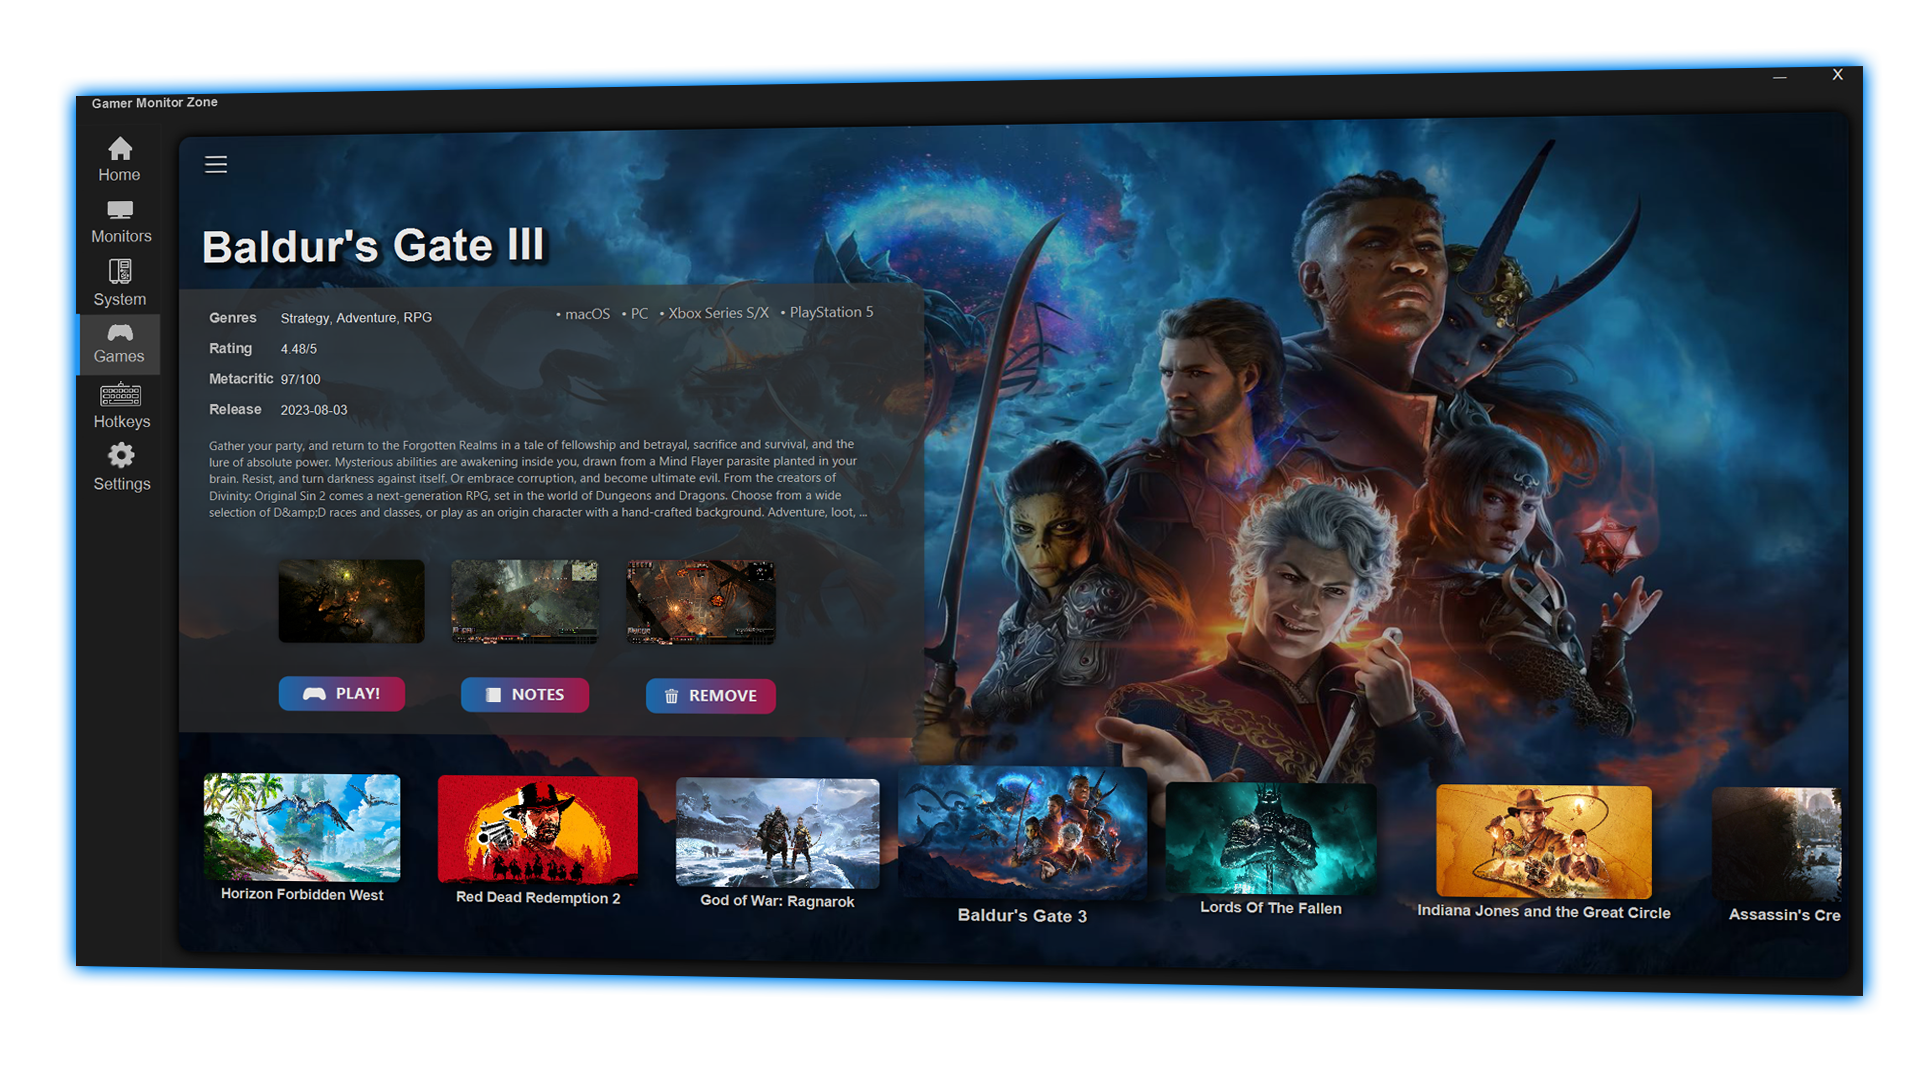 Gamer Monitor Zone
— X
Home
Monitors
System
Games
Hotkeys
Settings
Baldur's Gate III
Genres Strategy, Adventure, RPG
• macOS • PC • Xbox Series S/X • PlayStation 5
Rating 4.48/5
Metacritic 97/100
Release 2023-08-03
Gather your party, and return to the Forgotten Realms in a tale of fellowship and betrayal, sacrifice and survival, and the
lure of absolute power. Mysterious abilities are awakening inside you, drawn from a Mind Flayer parasite planted in your
brain. Resist, and turn darkness against itself. Or embrace corruption, and become ultimate evil. From the creators of
Divinity: Original Sin 2 comes a next-generation RPG, set in the world of Dungeons and Dragons. Choose from a wide
selection of D&amp;D races and classes, or play as an origin character with a hand-crafted background. Adventure, loot, ...
PLAY!
NOTES
REMOVE
Horizon Forbidden West
Red Dead Redemption 2
God of War: Ragnarok
Baldur's Gate 3
Lords Of The Fallen
Indiana Jones and the Great Circle
Assassin's Cre